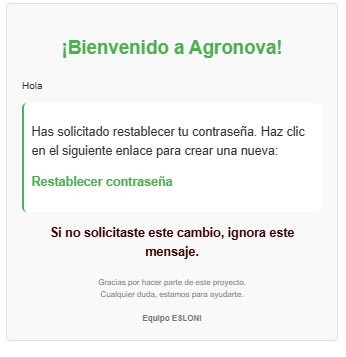 ¡Bienvenido a Agronova!
Hola
Has solicitado restablecer tu contraseña. Haz clic
en el siguiente enlace para crear una nueva:
Restablecer contraseña
Si no solicitaste este cambio, ignora este
mensaje.
Gracias por hacer parte de este proyecto.
Cualquier duda, estamos para ayudarte.
Equipo ESLONI